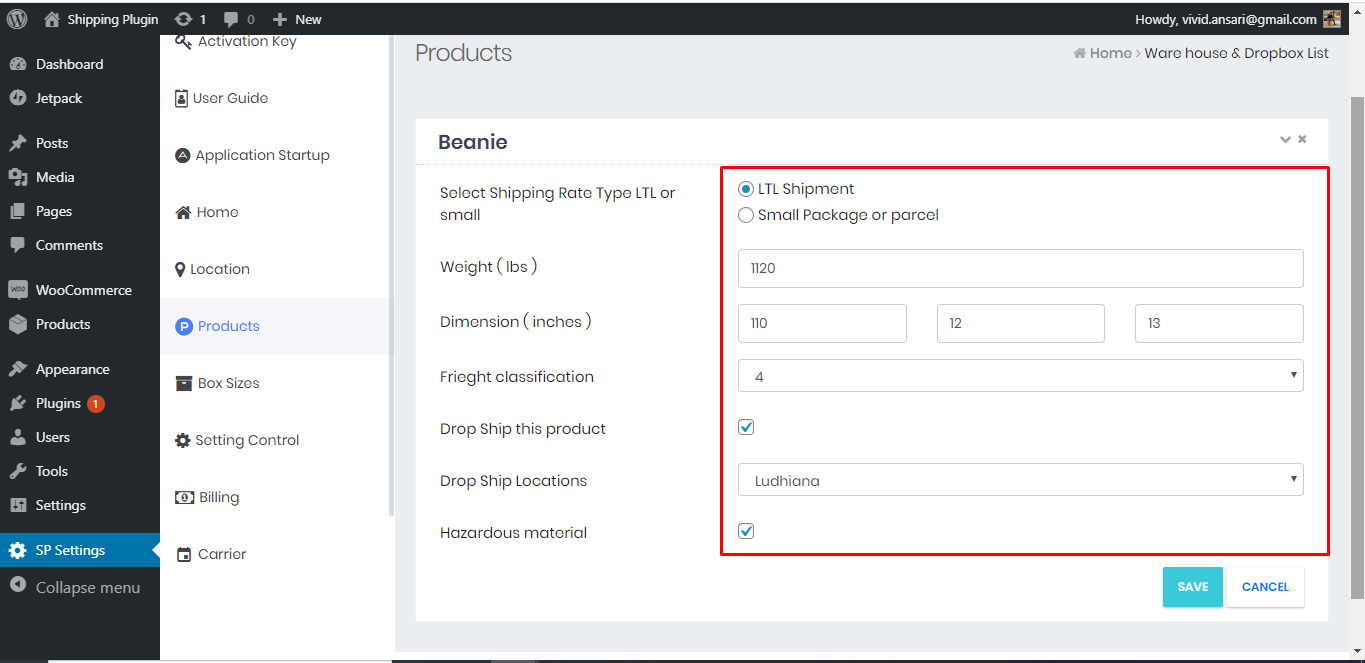 Shipping Plugin 1 0 New
Howdy, vivid.ansari@gmail.com
Dashboard
Jetpack
Posts
Media
Pages
Comments
WooCommerce
Products
Appearance
Plugins 1
Users
Tools
Settings
SP Settings
Collapse menu
Activation Key
User Guide
Application Startup
Home
Location
P Products
Box Sizes
Setting Control
Billing
Carrier
Products
Home > Ware house & Dropbox List
Beanie
Select Shipping Rate Type LTL or
small
LTL Shipment
Small Package or parcel
Weight ( lbs )
1120
Dimension ( inches )
110 12 13
Frieght classification
4
Drop Ship this product
Drop Ship Locations
Ludhiana
Hazardous material
SAVE CANCEL